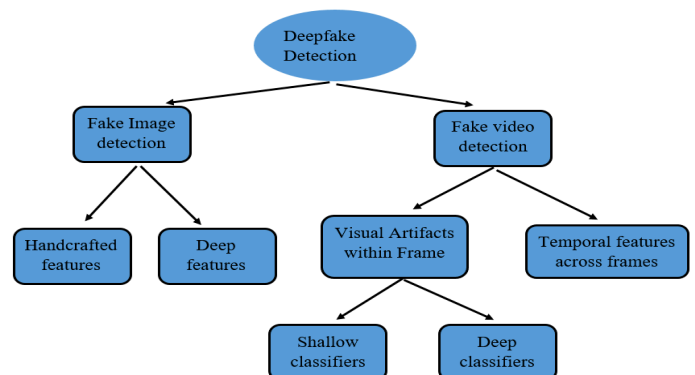 Deepfake
Detection
Fake Image
detection
Fake video
detection
Handcrafted
features
Deep
features
Visual Artifacts
within Frame
Temporal features
across frames
Shallow
classifiers
Deep
classifiers